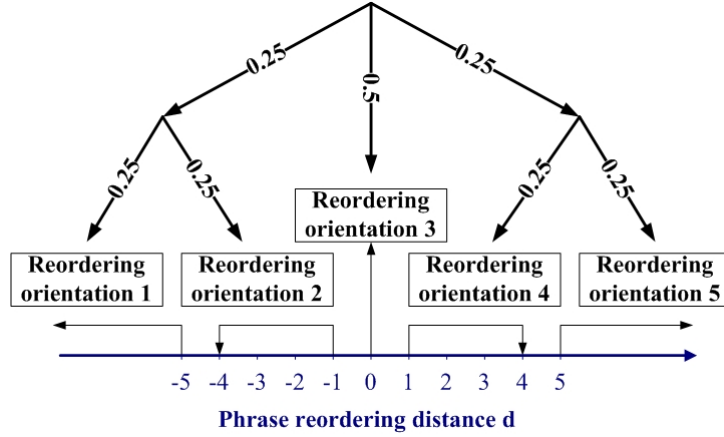 0.25
0.5
0.25
0.25
0.25
0.25
0.25
Reordering
orientation 3
Reordering
orientation 1
Reordering
orientation 2
Reordering
orientation 4
Reordering
orientation 5
-5 -4 -3 -2 -1 0 1 2 3 4 5
Phrase reordering distance d